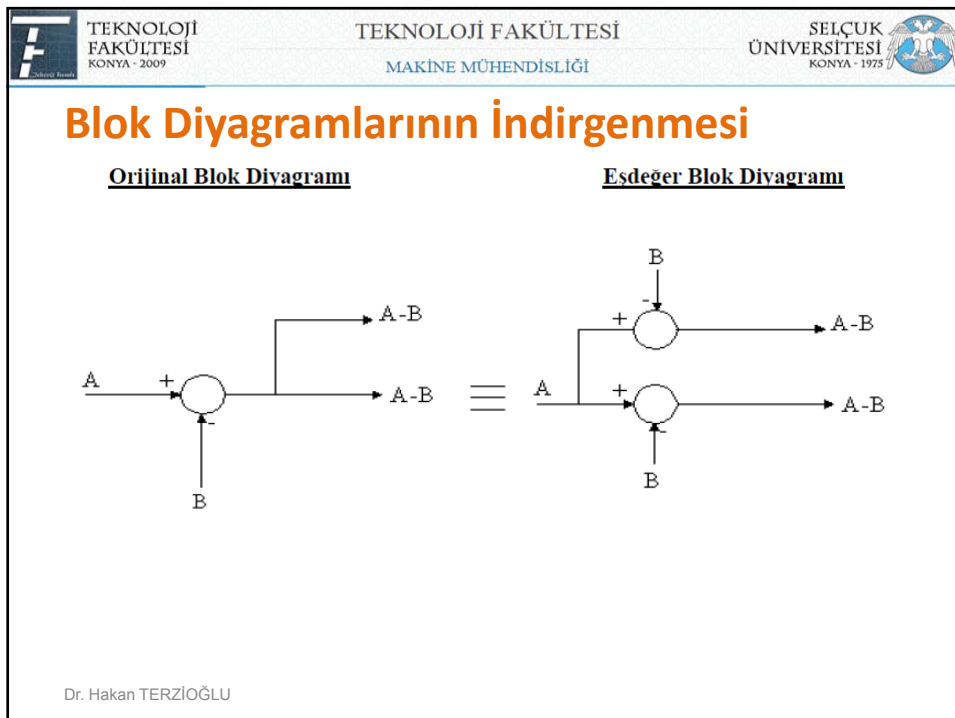 TEKNOLOJİ
FAKÜLTESİ
KONYA - 2009
TEKNOLOJİ FAKÜLTESİ
MAKİNE MÜHENDİSLİĞİ
SELÇUK
ÜNİVERSİTESİ
KONYA - 1975
Blok Diyagramlarının İndirgenmesi
Orijinal Blok Diyagramı
Eşdeğer Blok Diyagramı
A
+
-
B
A-B
A-B
B
-
+
A-B
A
+
-
A-B
B
Dr. Hakan TERZİOĞLU